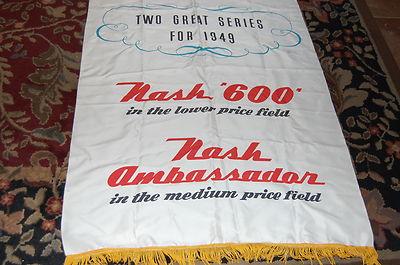 TWO GREAT SERIES
FOR 1949
Nash "600"
in the lower price field
Nash
Ambassador
in the medium price field